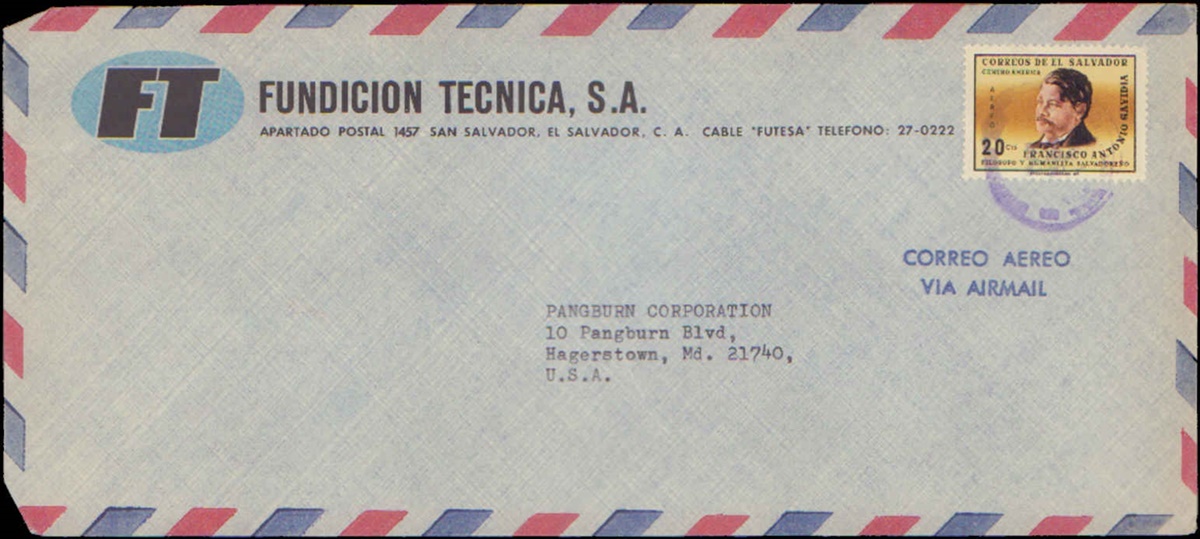 FT
FUNDICION TECNICA, S.A.
APARTADO POSTAL 1457 SAN SALVADOR, EL SALVADOR, C. A. CABLE "FUTESA" TELEFONO: 27-0222
CORREOS DE EL SALVADOR
CENTROAMERICA
AEREO
20 Cts
FRANCISCO ANTONIO GAVIDIA
FILOSOFO Y HUMANISTA SALVADOREÑO
CORREO AEREO
VIA AIRMAIL
PANGBURN CORPORATION
10 Pangburn Blvd,
Hagerstown, Md. 21740,
U.S.A.